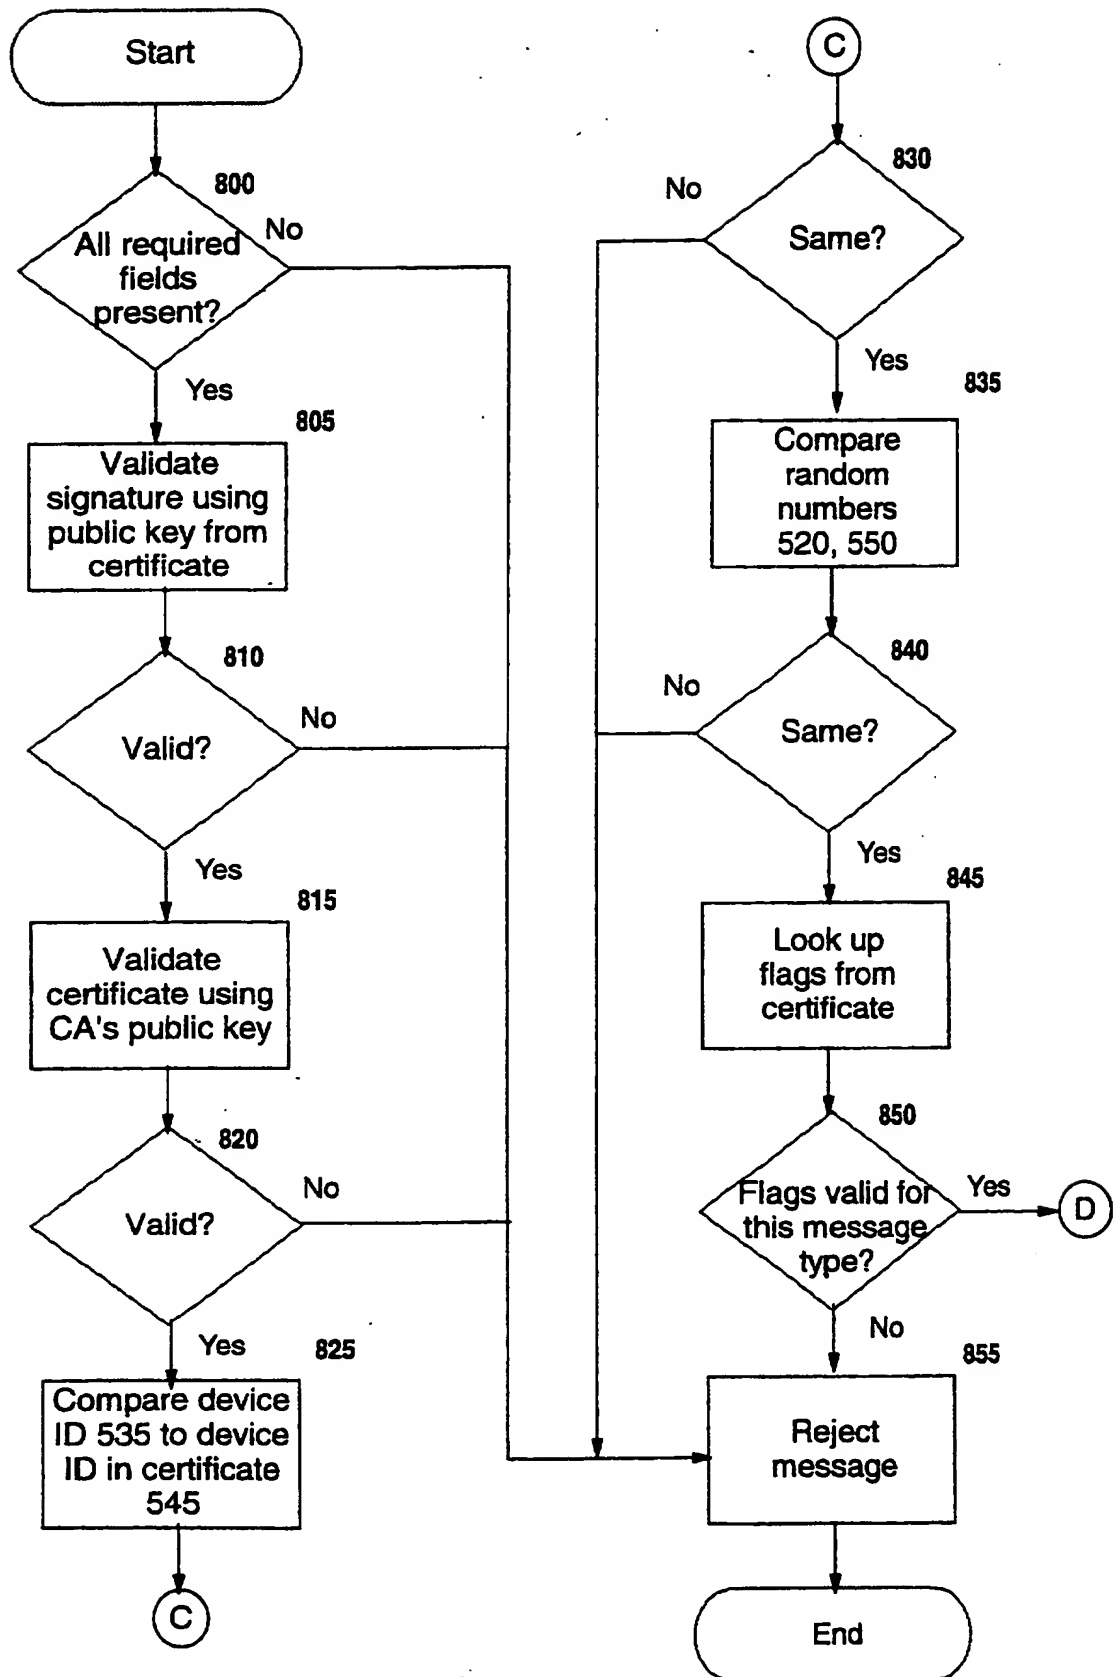 Start
800
All required
fields
present?
No
Yes
805
Validate
signature using
public key from
certificate
810
Valid?
No
Yes
815
Validate
certificate using
CA's public key
820
Valid?
No
Yes
825
Compare device
ID 535 to device
ID in certificate
545
C
C
830
No
Same?
Yes
835
Compare
random
numbers
520, 550
840
No
Same?
Yes
845
Look up
flags from
certificate
850
Flags valid for
this message
type?
Yes
D
No
855
Reject
message
End